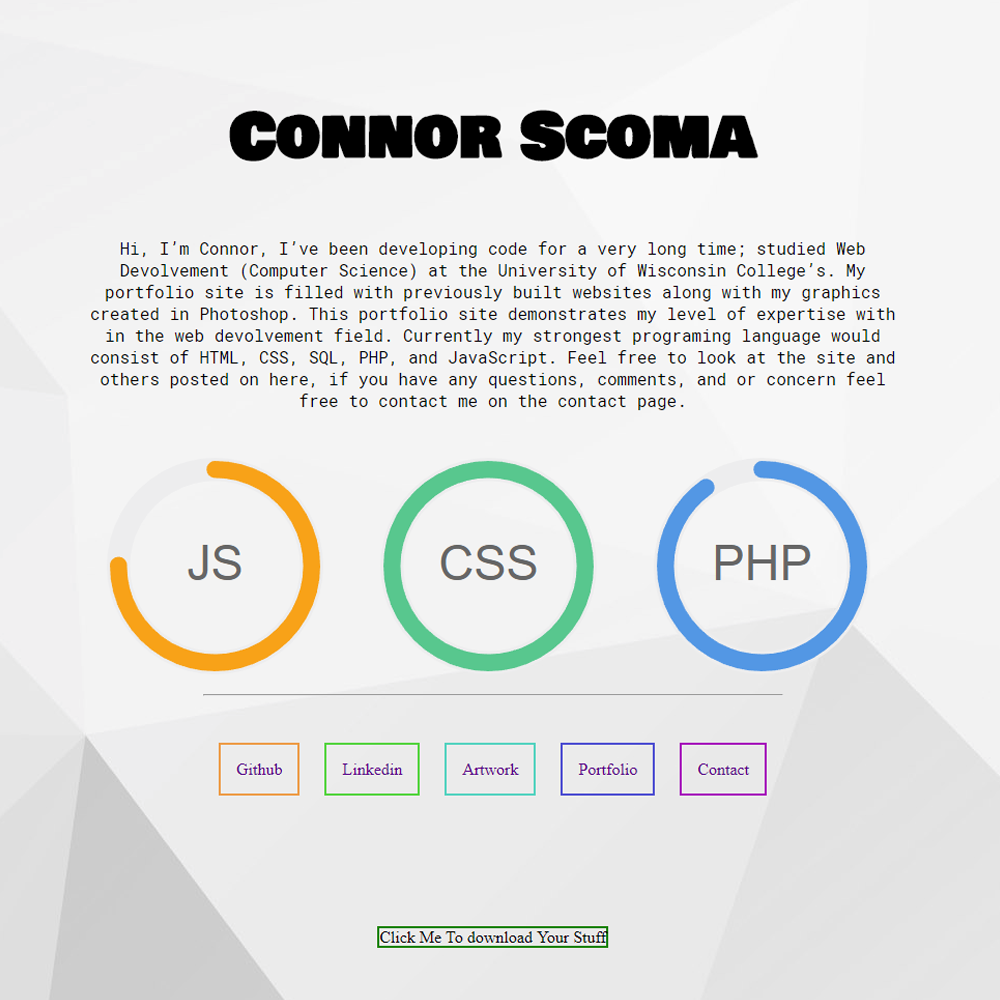 Connor Scoma
Hi, I’m Connor, I’ve been developing code for a very long time; studied Web
Devolvement (Computer Science) at the University of Wisconsin College’s. My
portfolio site is filled with previously built websites along with my graphics
created in Photoshop. This portfolio site demonstrates my level of expertise with
in the web devolvement field. Currently my strongest programing language would
consist of HTML, CSS, SQL, PHP, and JavaScript. Feel free to look at the site and
others posted on here, if you have any questions, comments, and or concern feel
free to contact me on the contact page.
JS CSS PHP
Github Linkedin Artwork Portfolio Contact
Click Me To download Your Stuff